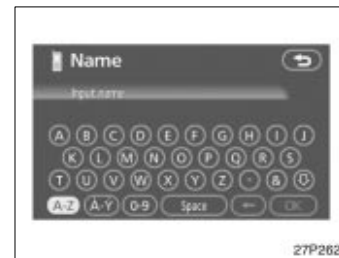 Name
Input name
A B C D E F G H I J
K L M N O P Q R S
T U V W X Y Z - &
A-Z À-Ý 0-9 Space ← OK
27P262